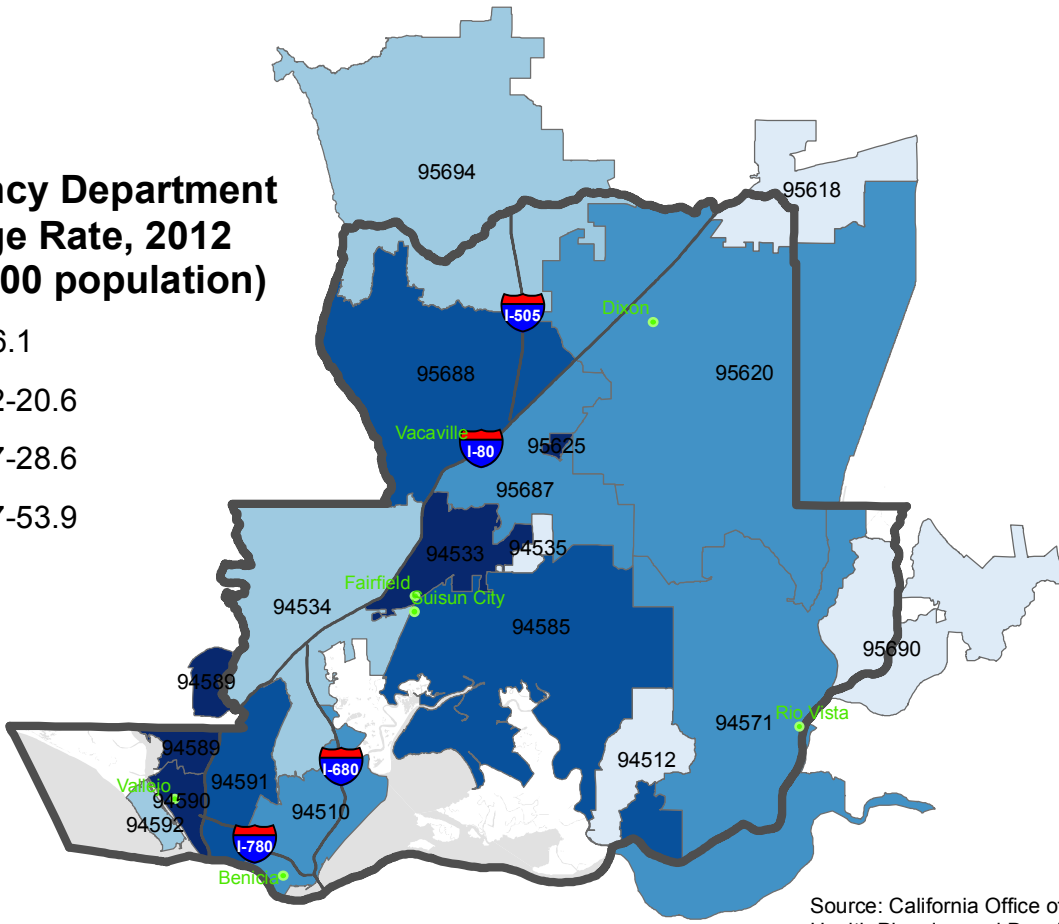 ncy Department
ge Rate, 2012
00 population)
6.1
2-20.6
7-28.6
7-53.9
95694
95618
I-505
Dixon
95688
95620
Vacaville
I-80
95625
95687
94533
94535
Fairfield
Suisun City
94534
94585
95690
94589
94571
Rio Vista
94589
94512
94591
I-680
Vallejo
94590
94510
94592
I-780
Benicia
Source: California Office o